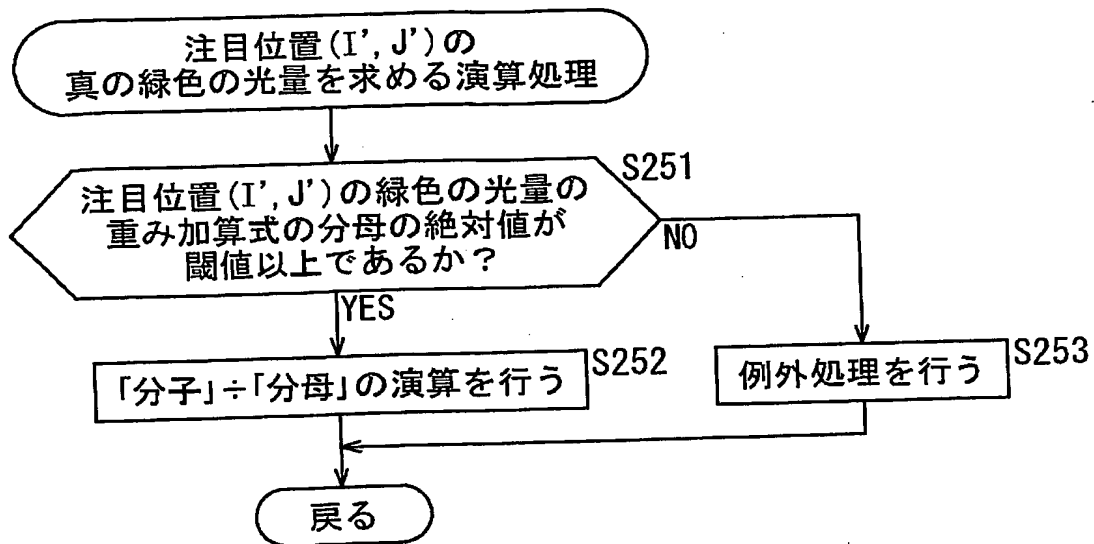 注目位置(I', J')の
真の緑色の光量を求める演算処理
S251
注目位置(I', J')の緑色の光量の
重み加算式の分母の絶対値が
閾値以上であるか?
NO
YES
S252
「分子」÷「分母」の演算を行う
S253
例外処理を行う
戻る